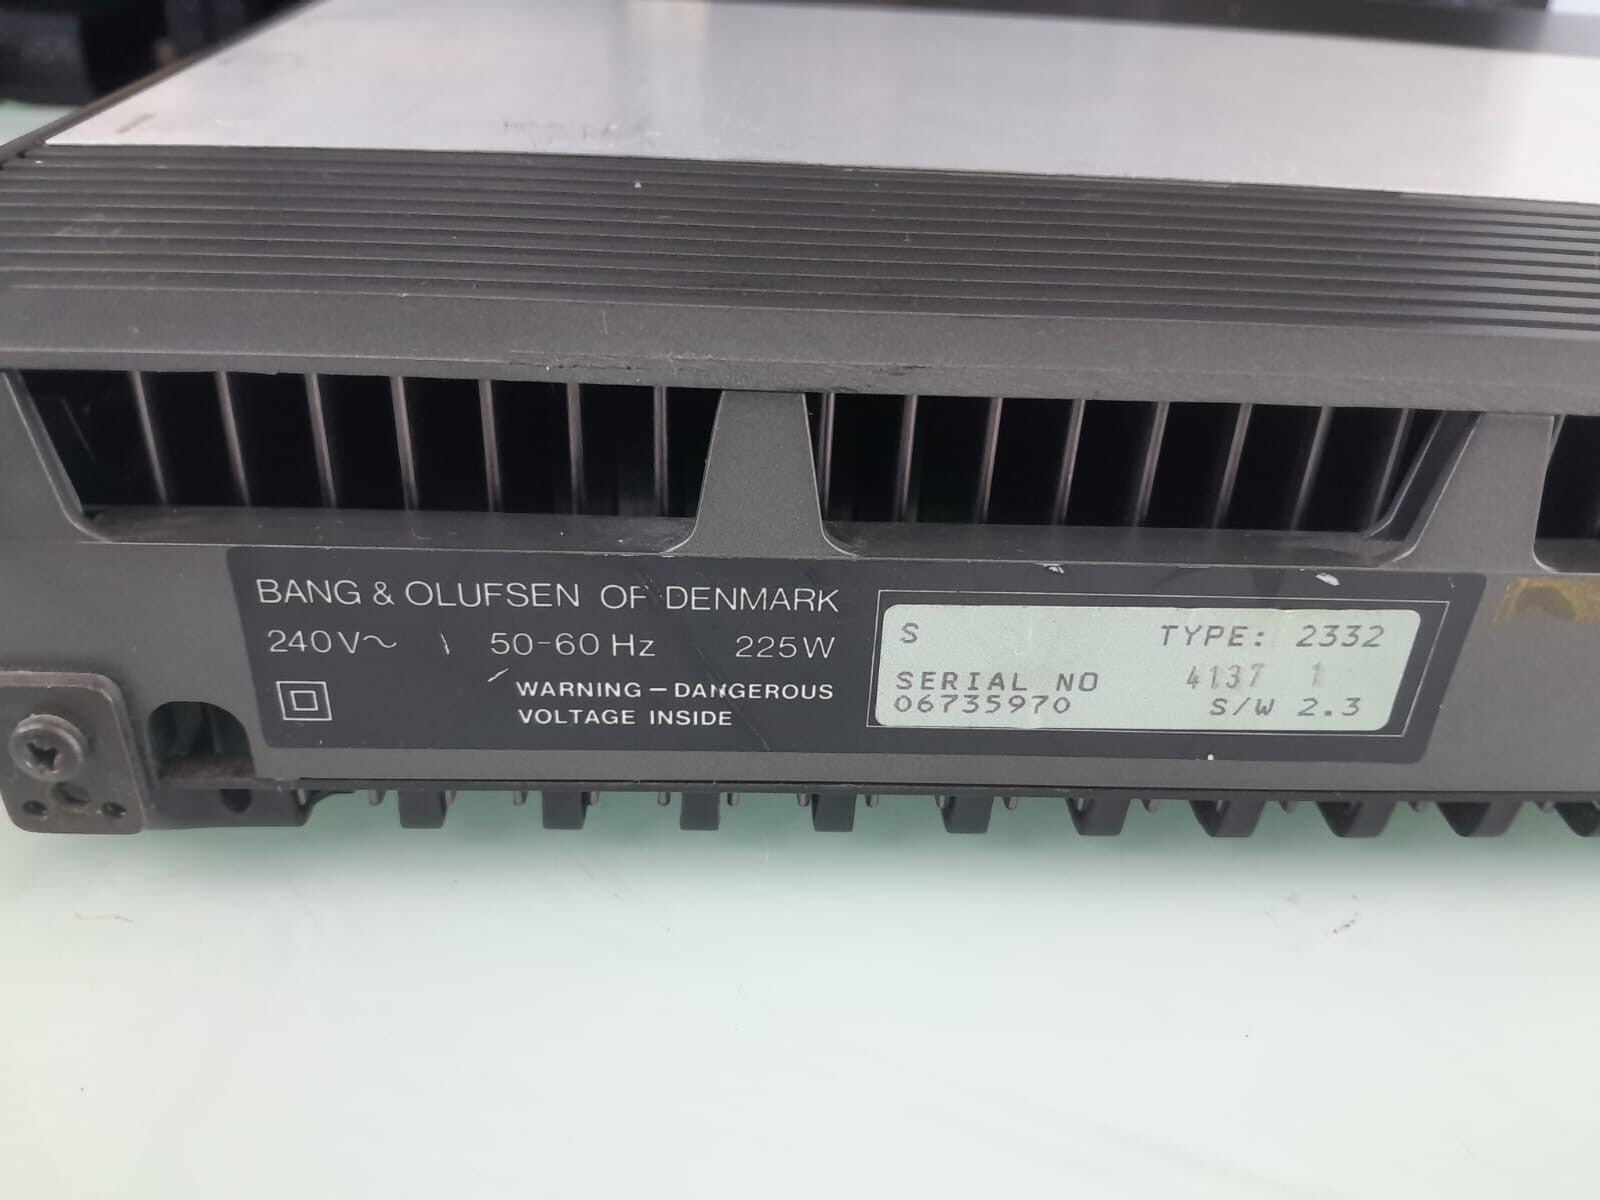 BANG & OLUFSEN OF DENMARK
240V~ 50-60 Hz 225W
WARNING – DANGEROUS
VOLTAGE INSIDE
S TYPE: 2332
SERIAL NO 4137 1
06735970 S/W 2.3